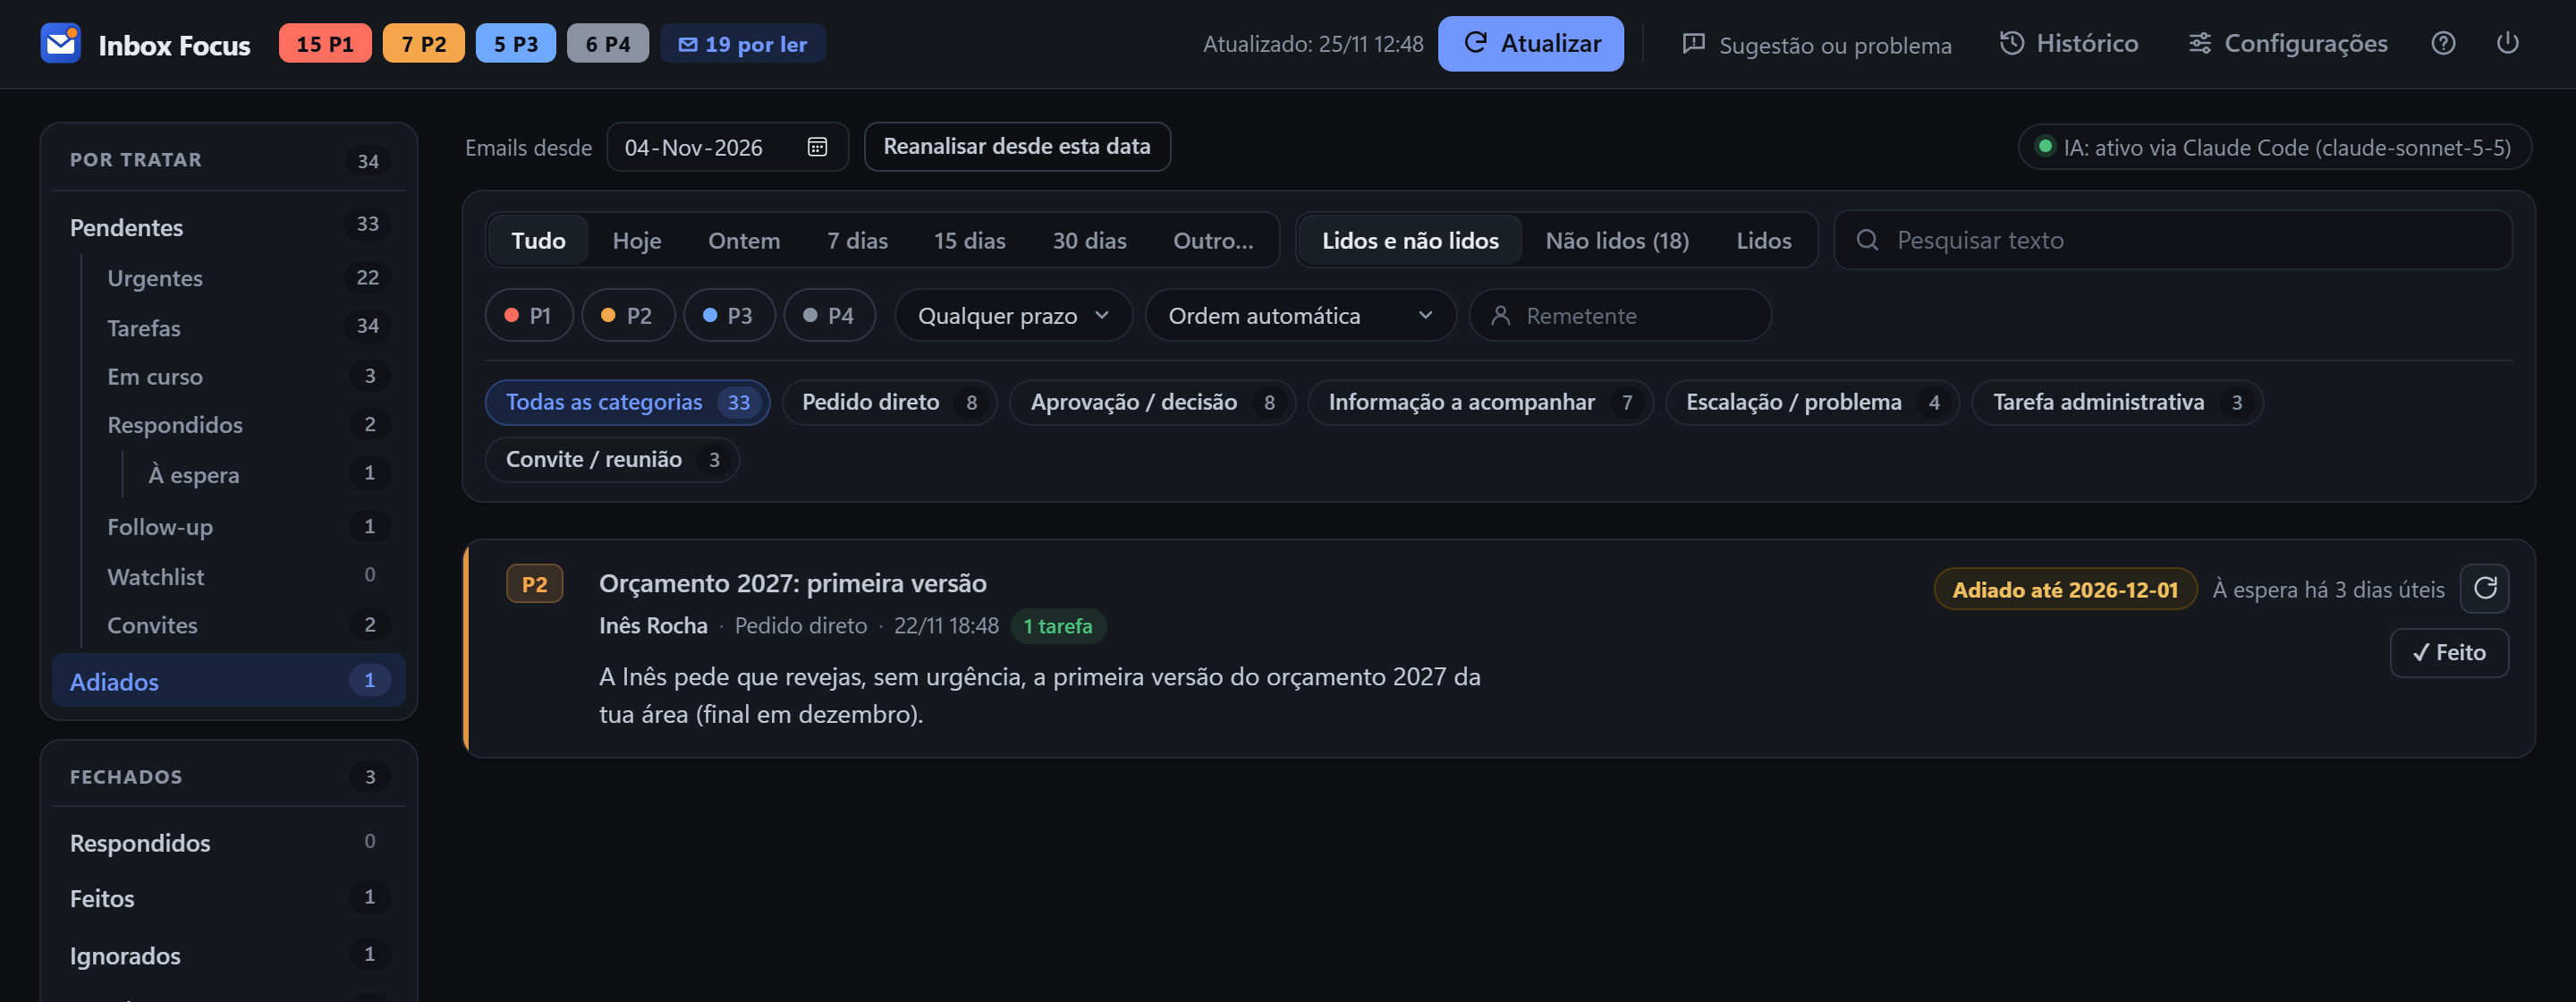 Inbox Focus
15 P1
7 P2
5 P3
6 P4
19 por ler
Atualizado: 25/11 12:48
Atualizar
Sugestão ou problema
Histórico
Configurações
POR TRATAR 34
Pendentes 33
Urgentes 22
Tarefas 34
Em curso 3
Respondidos 2
À espera 1
Follow-up 1
Watchlist 0
Convites 2
Adiados 1
FECHADOS 3
Respondidos 0
Feitos 1
Ignorados 1
Emails desde 04-Nov-2026 Reanalisar desde esta data
IA: ativo via Claude Code (claude-sonnet-5-5)
Tudo Hoje Ontem 7 dias 15 dias 30 dias Outro...
Lidos e não lidos Não lidos (18) Lidos
Pesquisar texto
P1 P2 P3 P4 Qualquer prazo Ordem automática Remetente
Todas as categorias 33 Pedido direto 8 Aprovação / decisão 8 Informação a acompanhar 7 Escalação / problema 4 Tarefa administrativa 3
Convite / reunião 3
P2 Orçamento 2027: primeira versão
Adiado até 2026-12-01 À espera há 3 dias úteis
Inês Rocha · Pedido direto · 22/11 18:48 1 tarefa
✓ Feito
A Inês pede que revejas, sem urgência, a primeira versão do orçamento 2027 da
tua área (final em dezembro).